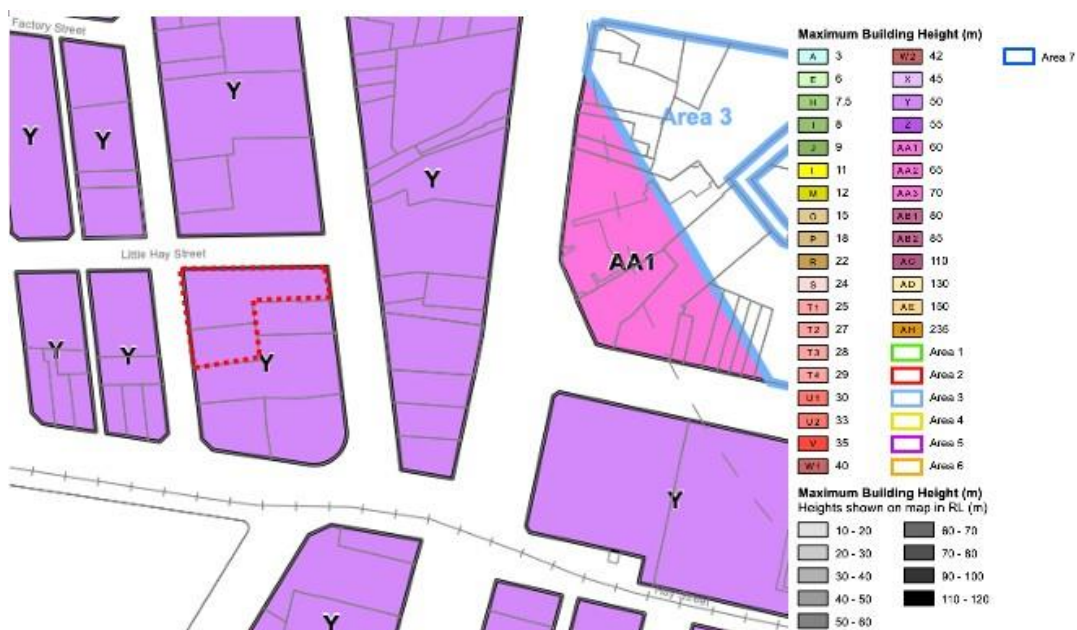 Factory Street
Y
Y
Y
Y
Area 3
AA1
Little Hay Street
Y
Y
Y
Y
Hay Street
Y
Maximum Building Height (m)
A 3
E 6
H 7.5
I 8
J 9
11
M 12
O 15
P 18
R 22
S 24
T1 25
T2 27
T3 28
T4 29
U1 30
U2 33
V 35
W1 40
W2 42
X 45
Y 50
Z 55
AA1 60
AA2 65
AA3 70
AB1 80
AB2 85
AC 110
AD 130
AE 150
AH 235
Area 1
Area 2
Area 3
Area 4
Area 5
Area 6
Area 7
Maximum Building Height (m)
Heights shown on map in RL (m)
10 - 20
20 - 30
30 - 40
40 - 50
50 - 60
60 - 70
70 - 80
90 - 100
110 - 120